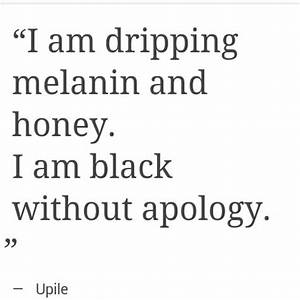 “I am dripping
melanin and
honey.
I am black
without apology.
”
– Upile